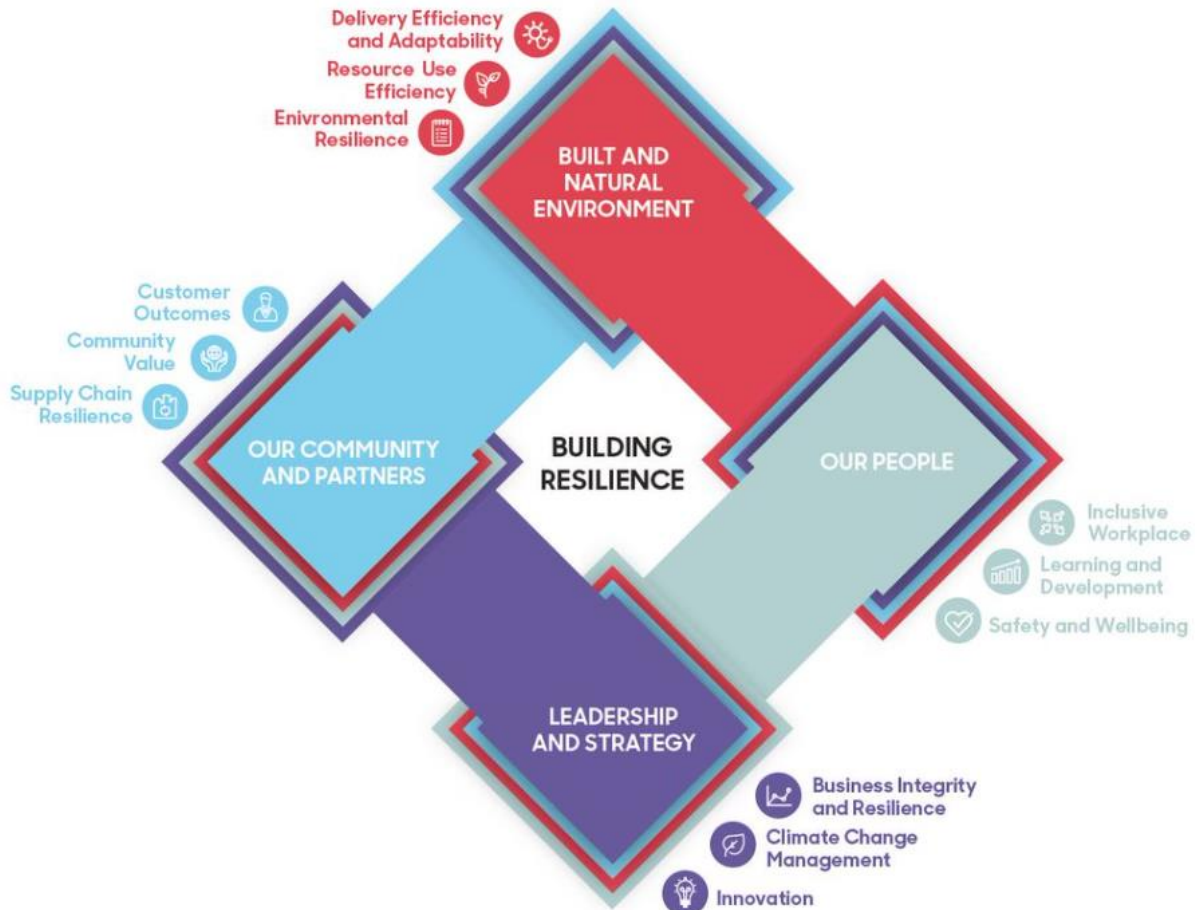 Delivery Efficiency
and Adaptability
Resource Use
Efficiency
Enivronmental
Resilience
BUILT AND
NATURAL
ENVIRONMENT
Customer
Outcomes
Community
Value
Supply Chain
Resilience
OUR COMMUNITY
AND PARTNERS
BUILDING
RESILIENCE
OUR PEOPLE
Inclusive
Workplace
Learning and
Development
Safety and Wellbeing
LEADERSHIP
AND STRATEGY
Business Integrity
and Resilience
Climate Change
Management
Innovation